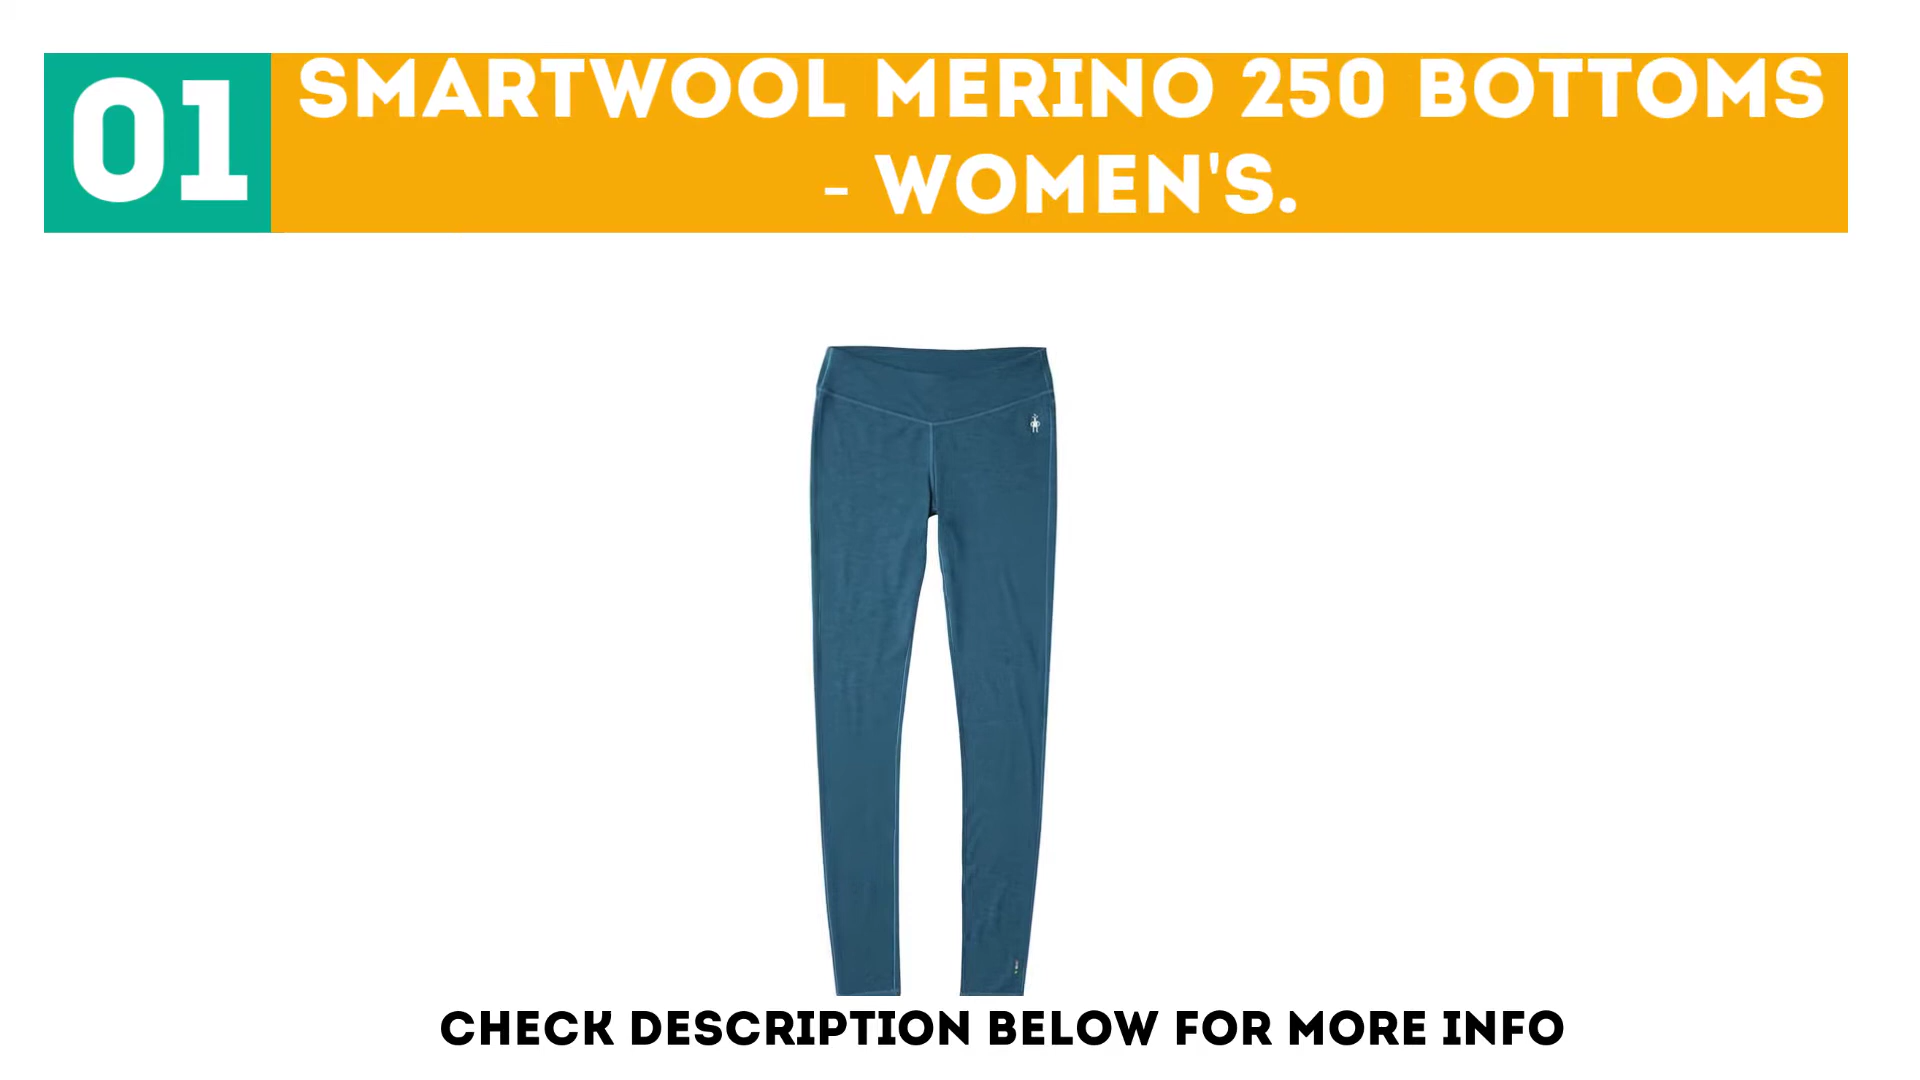 01
SMARTWOOL MERINO 250 BOTTOMS
- WOMEN'S.
CHECK DESCRIPTION BELOW FOR MORE INFO